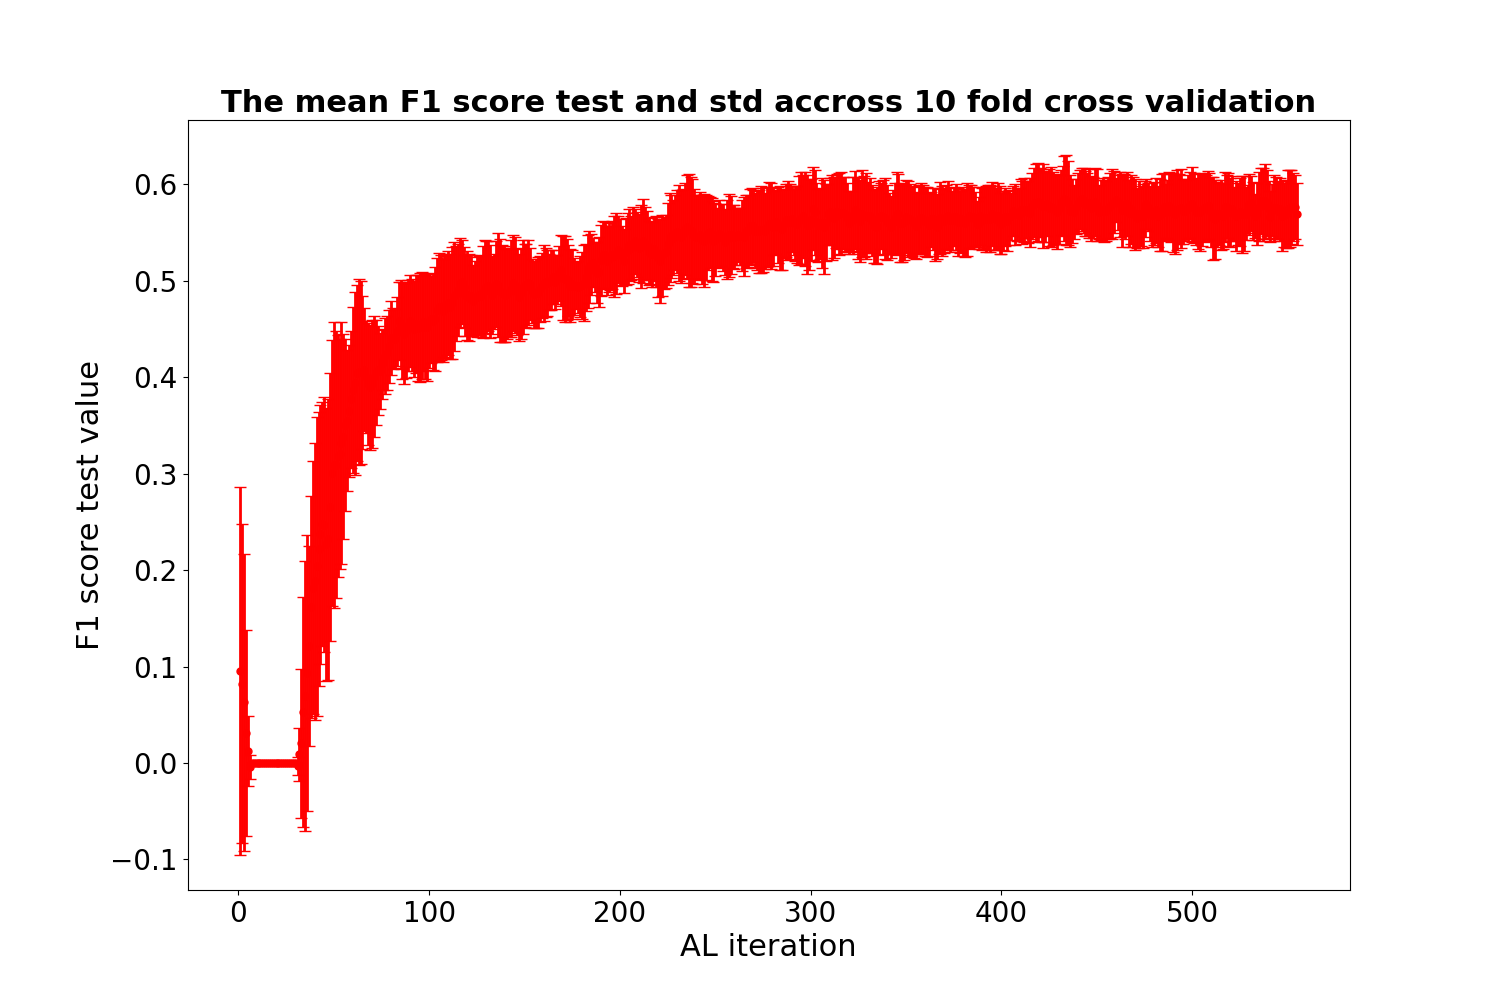 The mean F1 score test and std accross 10 fold cross validation
0.6
0.5
0.4
0.3
0.2
0.1
0.0
−0.1
F1 score test value
0 100 200 300 400 500
AL iteration